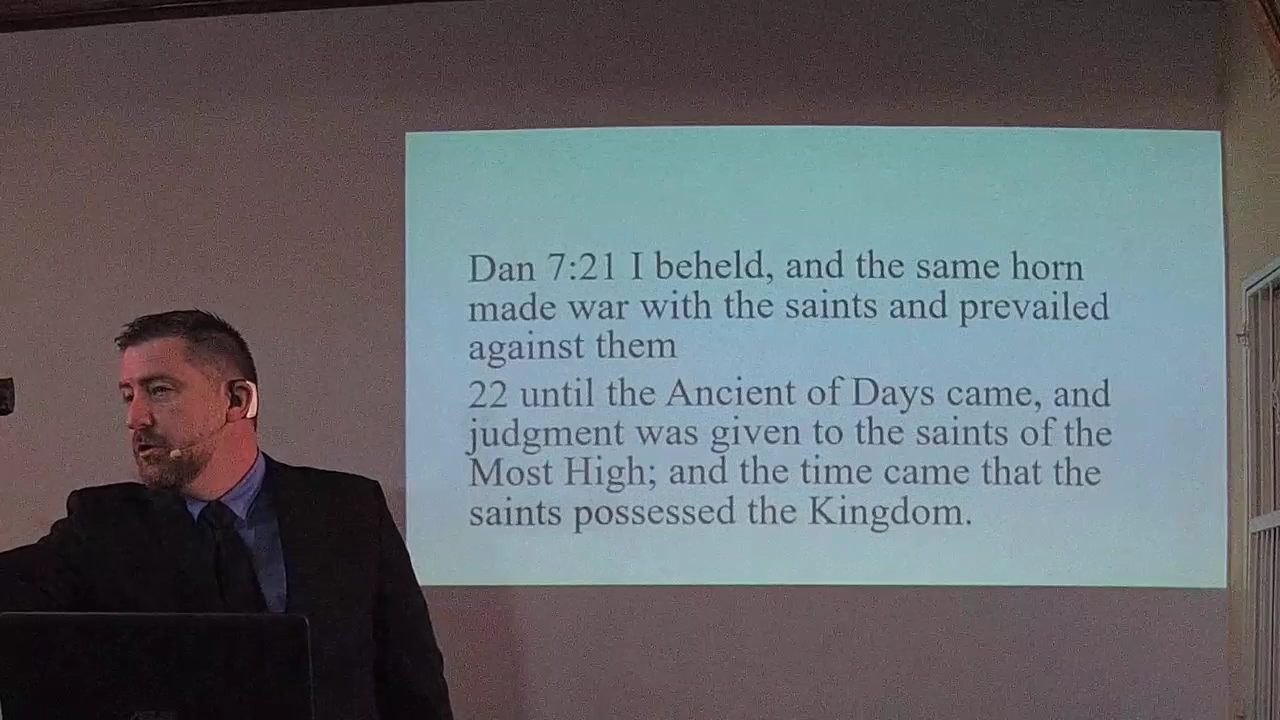 Dan 7:21 I beheld, and the same horn
made war with the saints and prevailed
against them
22 until the Ancient of Days came, and
judgment was given to the saints of the
Most High; and the time came that the
saints possessed the Kingdom.